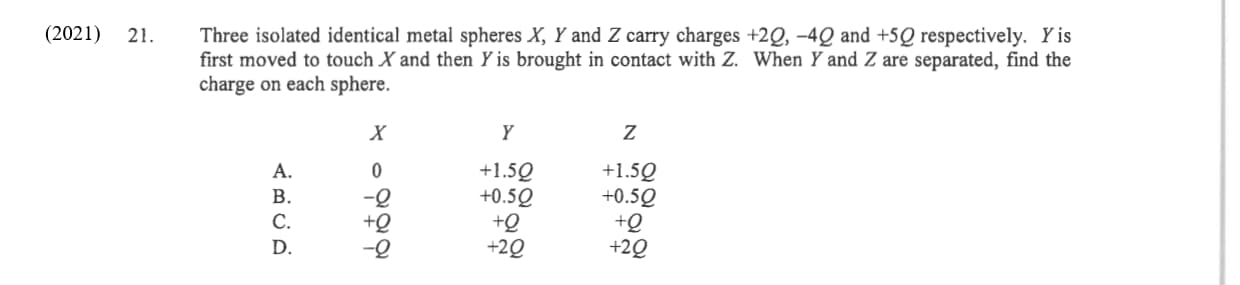 (2021) 21. Three isolated identical metal spheres X, Y and Z carry charges +2Q, –4Q and +5Q respectively. Y is
first moved to touch X and then Y is brought in contact with Z. When Y and Z are separated, find the
charge on each sphere.
X Y Z
A. 0 +1.5Q +1.5Q
B. –Q +0.5Q +0.5Q
C. +Q +Q +Q
D. –Q +2Q +2Q